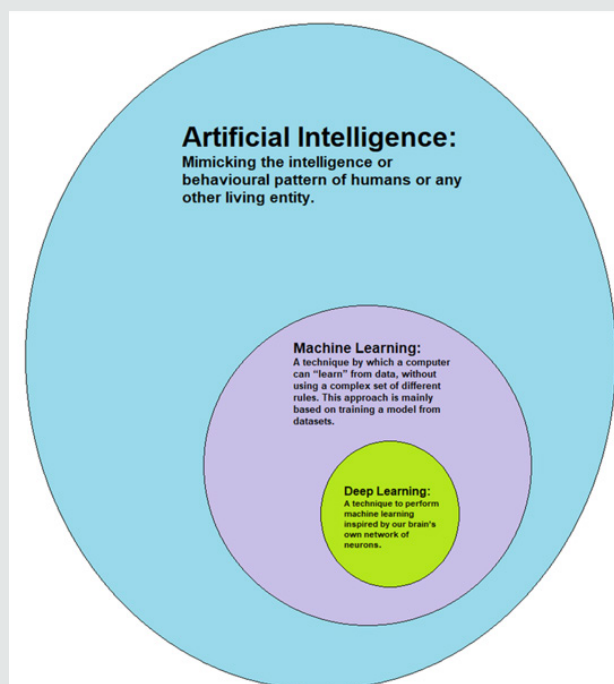 Artificial Intelligence:
Mimicking the intelligence or
behavioural pattern of humans or any
other living entity.
Machine Learning:
A technique by which a computer
can “learn” from data, without
using a complex set of different
rules. This approach is mainly
based on training a model from
datasets.
Deep Learning:
A technique to perform
machine learning
inspired by our brain's
own network of
neurons.